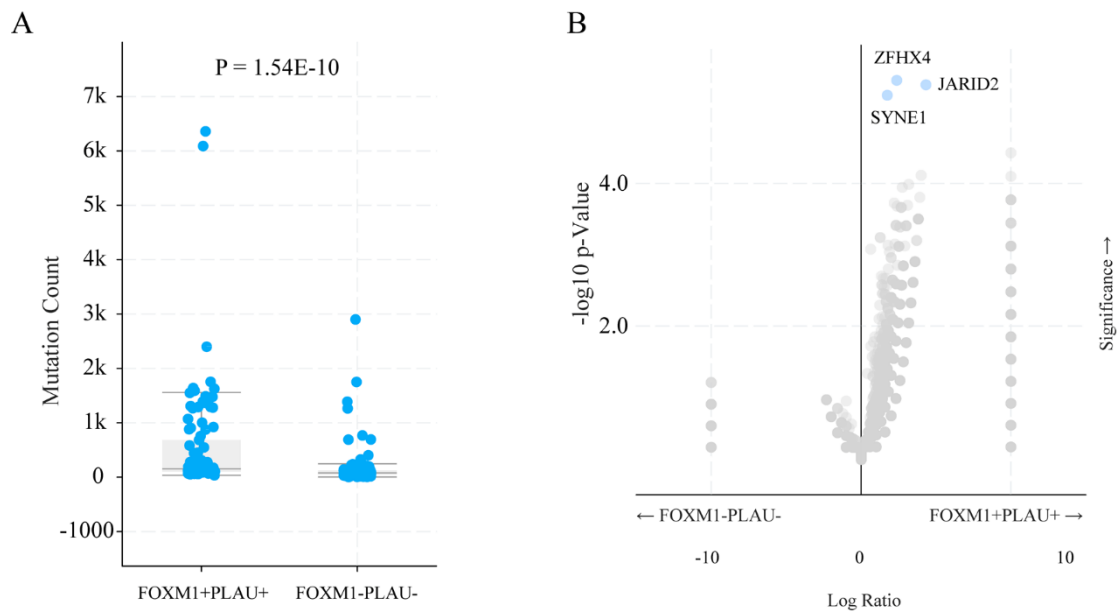 A
P = 1.54E-10
7k
6k
5k
4k
3k
2k
1k
0
-1000
Mutation Count
FOXM1+PLAU+
FOXM1-PLAU-
B
ZFHX4
JARID2
SYNE1
4.0
2.0
-log10 p-Value
Significance →
← FOXM1-PLAU-
FOXM1+PLAU+ →
-10
0
10
Log Ratio